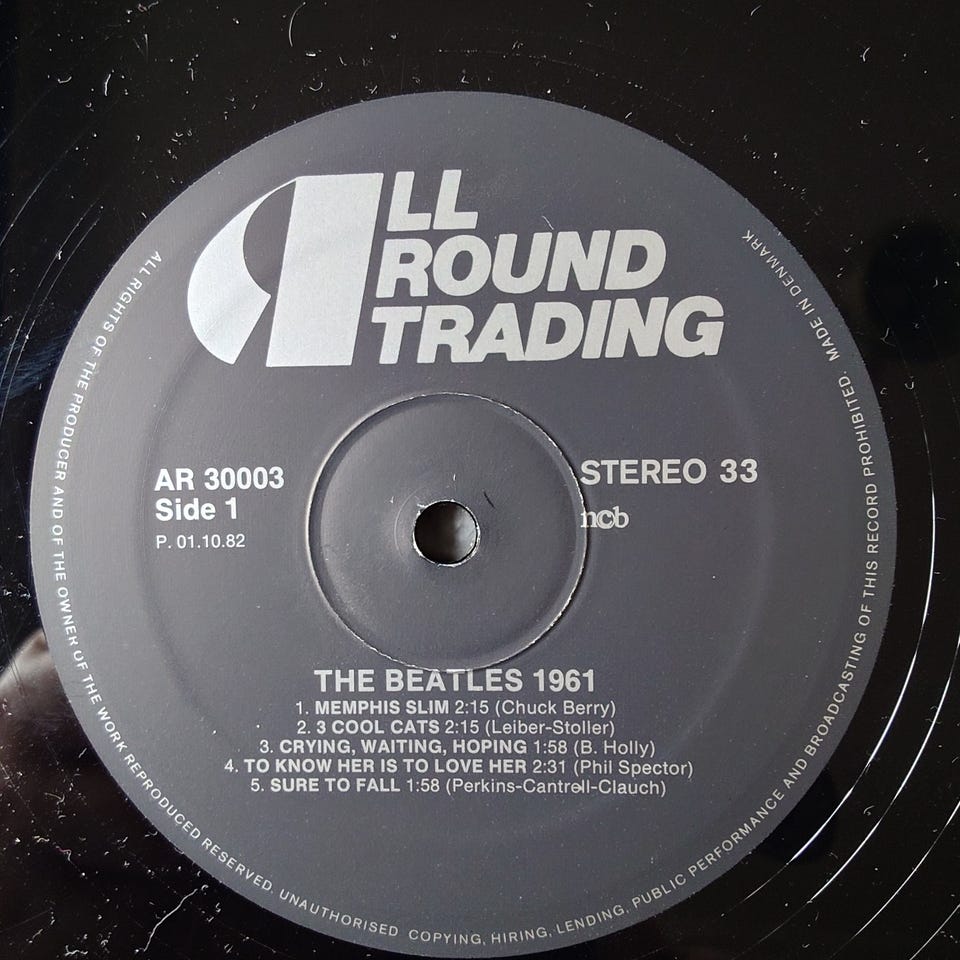 ALL
ROUND
TRADING
AR 30003
Side 1
P. 01.10.82
STEREO 33
ncb
THE BEATLES 1961
1. MEMPHIS SLIM 2:15 (Chuck Berry)
2. 3 COOL CATS 2:15 (Leiber-Stoller)
3. CRYING, WAITING, HOPING 1:58 (B. Holly)
4. TO KNOW HER IS TO LOVE HER 2:31 (Phil Spector)
5. SURE TO FALL 1:58 (Perkins-Cantrell-Clauch)
ALL RIGHTS OF THE PRODUCER AND OF THE OWNER OF THE WORK REPRODUCED RESERVED. UNAUTHORISED COPYING, HIRING, LENDING, PUBLIC PERFORMANCE AND BROADCASTING OF THIS RECORD PROHIBITED. MADE IN DENMARK